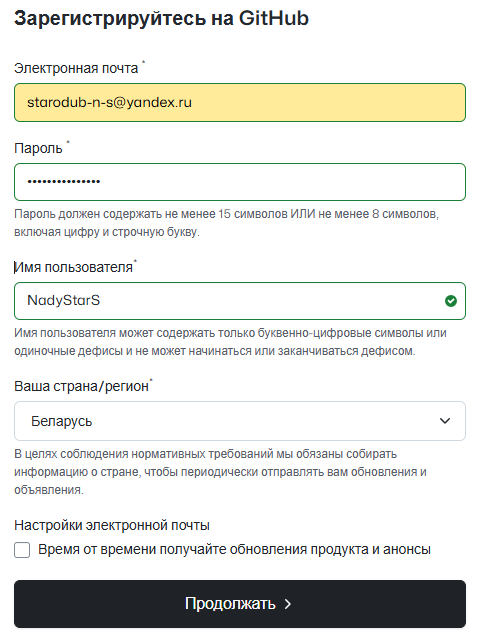 Зарегистрируйтесь на GitHub
Электронная почта *
starodub-n-s@yandex.ru
Пароль *
•••••••••••••••
Пароль должен содержать не менее 15 символов ИЛИ не менее 8 символов,
включая цифру и строчную букву.
Имя пользователя*
NadyStarS
Имя пользователя может содержать только буквенно-цифровые символы или
одиночные дефисы и не может начинаться или заканчиваться дефисом.
Ваша страна/регион*
Беларусь
В целях соблюдения нормативных требований мы обязаны собирать
информацию о стране, чтобы периодически отправлять вам обновления и
объявления.
Настройки электронной почты
Время от времени получайте обновления продукта и анонсы
Продолжать